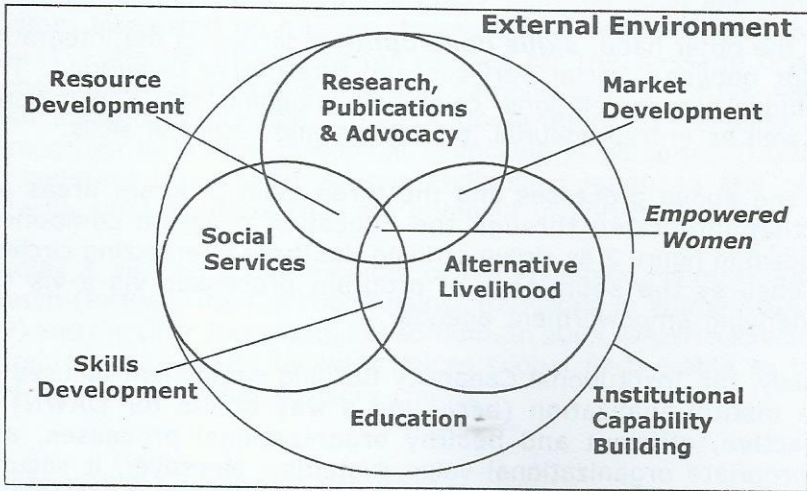 External Environment
Resource
Development
Research,
Publications
& Advocacy
Market
Development
Social
Services
Empowered
Women
Alternative
Livelihood
Skills
Development
Education
Institutional
Capability
Building